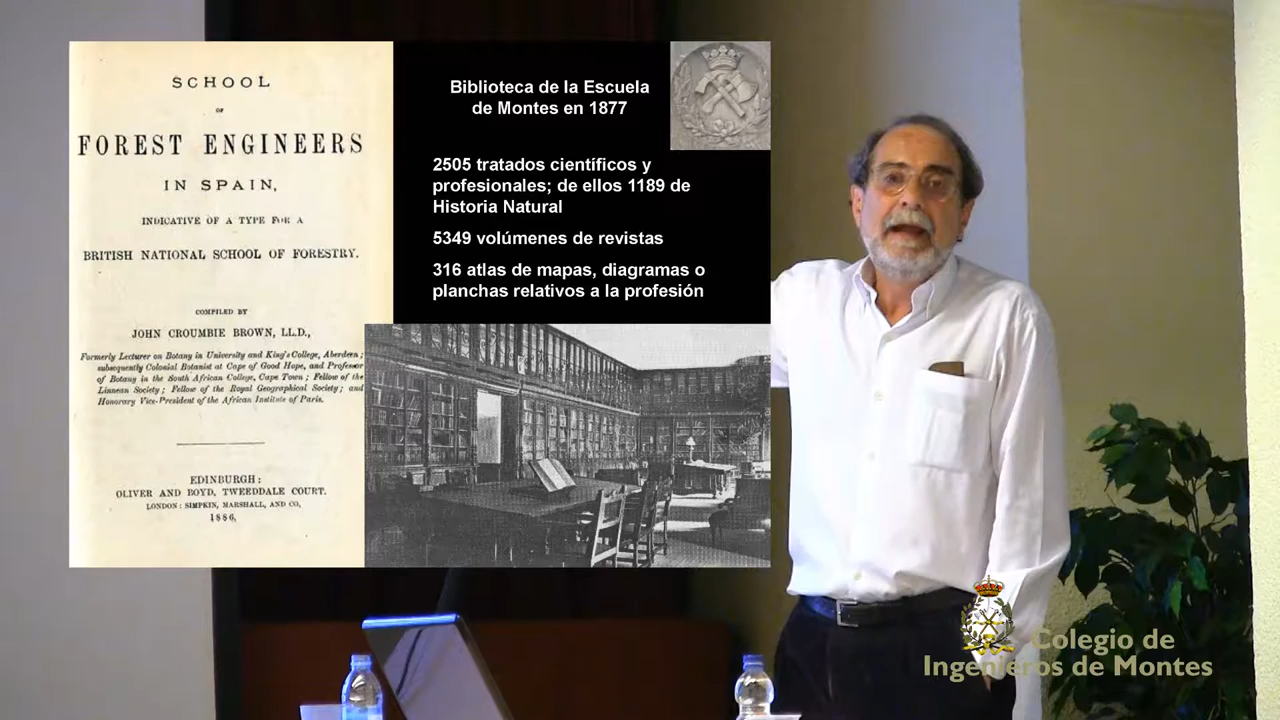 SCHOOL
OF
FOREST ENGINEERS
IN SPAIN,
INDICATIVE OF A TYPE FOR A
BRITISH NATIONAL SCHOOL OF FORESTRY.
COMPILED BY
JOHN CROUMBIE BROWN, LL.D.,
Formerly Lecturer on Botany in University and King's College, Aberdeen;
subsequently Colonial Botanist at Cape of Good Hope, and Professor
of Botany in the South African College, Cape Town; Fellow of the
Linnean Society; Fellow of the Royal Geographical Society; and
Honorary Vice-President of the African Institute of Paris.
EDINBURGH:
OLIVER AND BOYD, TWEEDDALE COURT.
LONDON: SIMPKIN, MARSHALL, AND CO,
1886,
Biblioteca de la Escuela
de Montes en 1877
2505 tratados científicos y
profesionales; de ellos 1189 de
Historia Natural
5349 volúmenes de revistas
316 atlas de mapas, diagramas o
planchas relativos a la profesión
Colegio de
Ingenieros de Montes